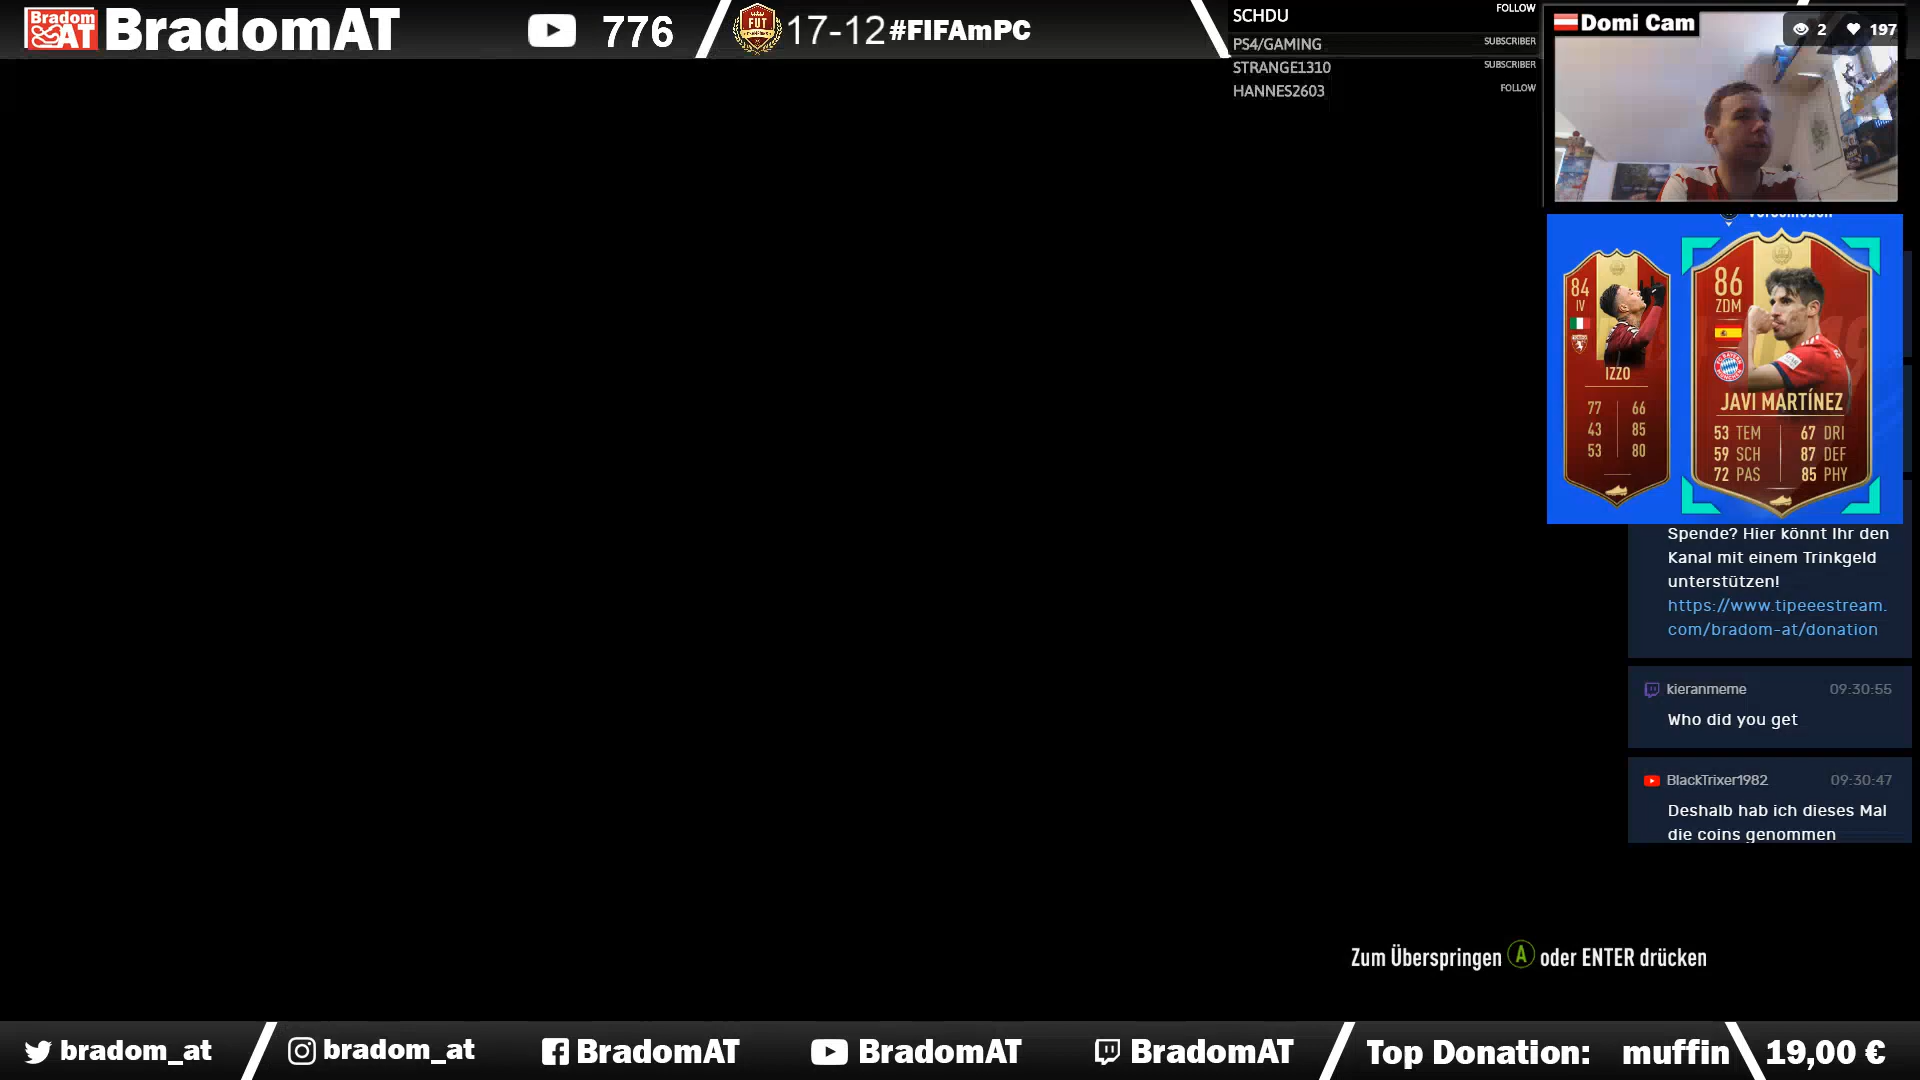 Bradom
AT
BradomAT
776
FUT
17-12 #FIFAmPC
SCHDU FOLLOW
PS4/GAMING SUBSCRIBER
STRANGE1310 SUBSCRIBER
HANNES2603 FOLLOW
Domi Cam
2 197
84
IV
IZZO
77 66
43 85
53 80
86
ZDM
JAVI MARTÍNEZ
53 TEM 67 DRI
59 SCH 87 DEF
72 PAS 85 PHY
Spende? Hier könnt Ihr den
Kanal mit einem Trinkgeld
unterstützen!
https://www.tipeeestream.
com/bradom-at/donation
kieranmeme 09:30:55
Who did you get
BlackTrixer1982 09:30:47
Deshalb hab ich dieses Mal
die coins genommen
Zum Überspringen A oder ENTER drücken
bradom_at
bradom_at
BradomAT
BradomAT
BradomAT
Top Donation: muffin 19,00 €